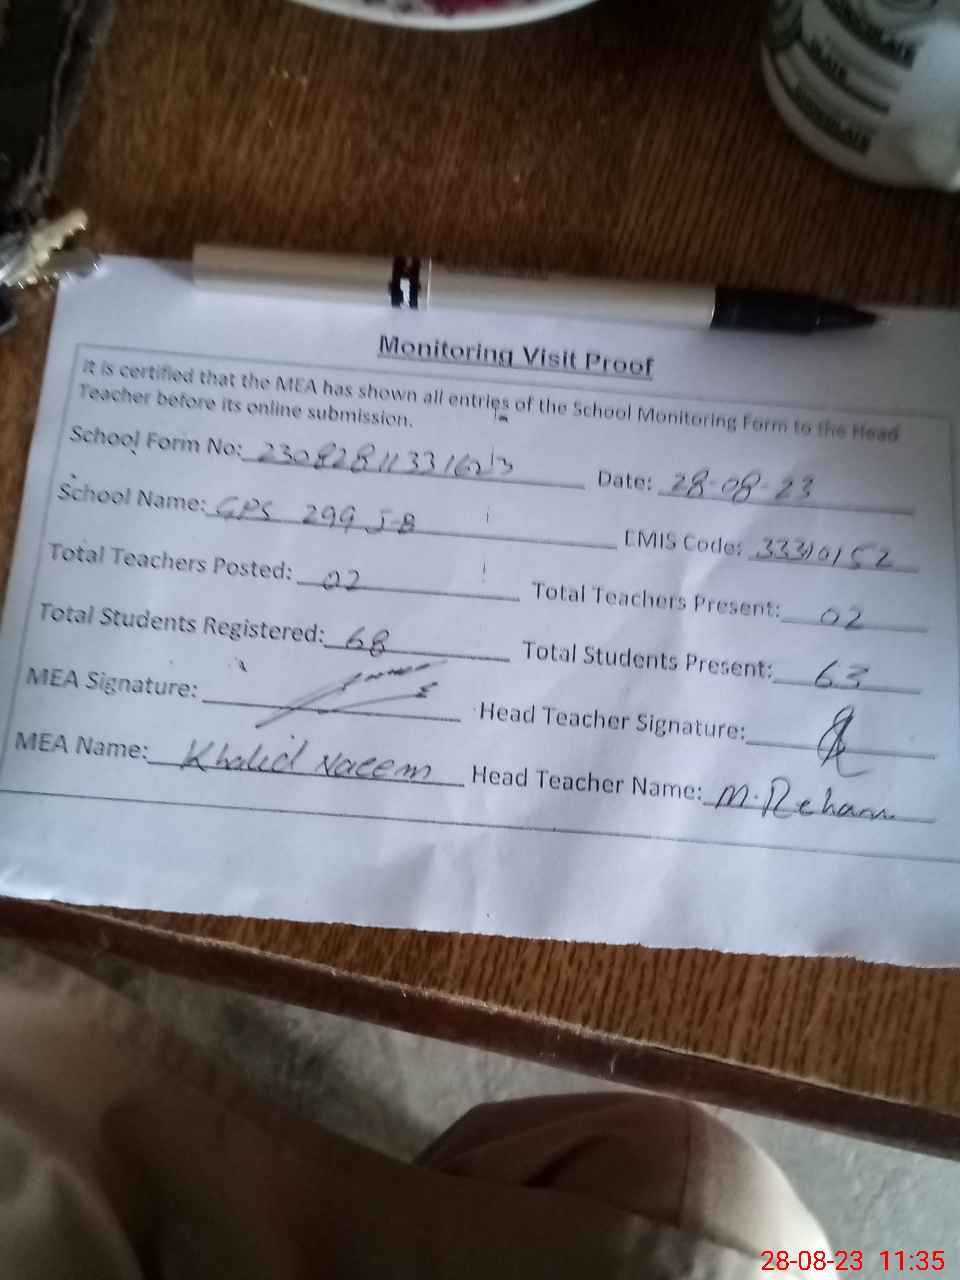 CHOCOLATE
Monitoring Visit Proof
It is certified that the MEA has shown all entries of the School Monitoring Form to the Head
Teacher before its online submission.
School Form No: Date: 28-08-23
School Name: GPS 299 J-B EMIS Code: 33310152
Total Teachers Posted: 02 Total Teachers Present: 02
Total Students Registered: 68 Total Students Present: 63
MEA Signature: Head Teacher Signature:
MEA Name: Khalid Naeem Head Teacher Name: M. Rehan
28-08-23 11:35